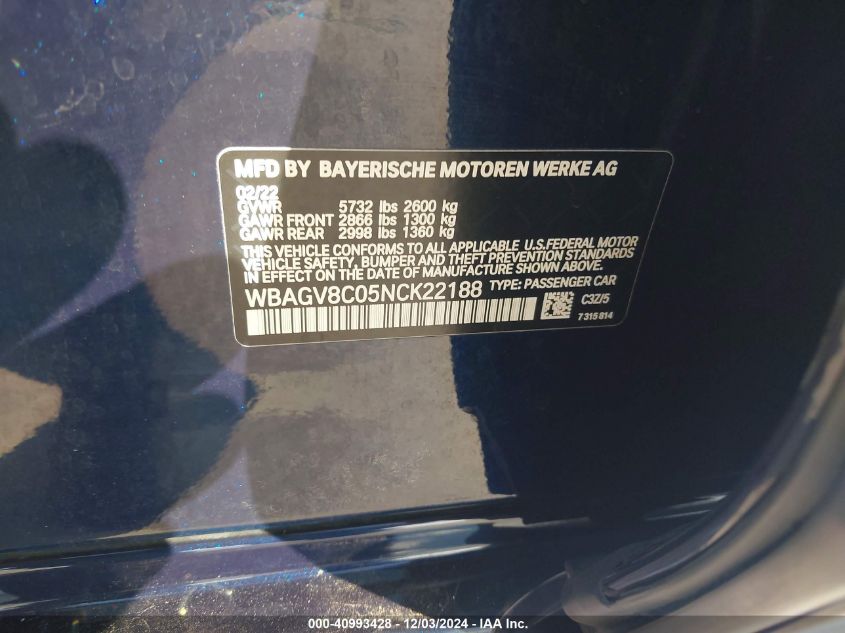 MFD BY BAYERISCHE MOTOREN WERKE AG
02/22
GVWR 5732 lbs 2600 kg
GAWR FRONT 2866 lbs 1300 kg
GAWR REAR 2998 lbs 1360 kg
THIS VEHICLE CONFORMS TO ALL APPLICABLE U.S.FEDERAL MOTOR
VEHICLE SAFETY, BUMPER AND THEFT PREVENTION STANDARDS
IN EFFECT ON THE DATE OF MANUFACTURE SHOWN ABOVE.
WBAGV8C05NCK22188 TYPE: PASSENGER CAR
C3Z/5
7315814
000-40993428 - 12/03/2024 - IAA Inc.